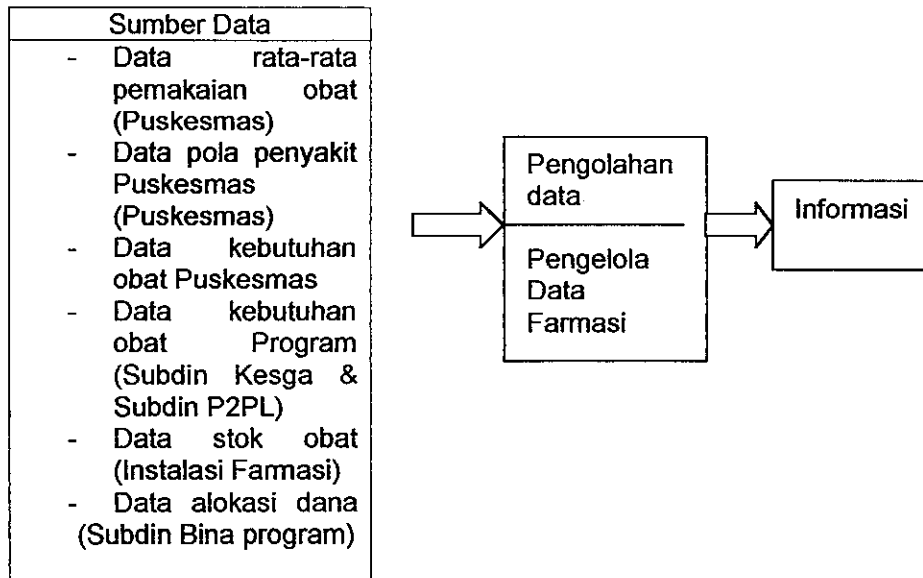 Sumber Data
- Data rata-rata
pemakaian obat
(Puskesmas)
- Data pola penyakit
Puskesmas
(Puskesmas)
- Data kebutuhan
obat Puskesmas
- Data kebutuhan
obat Program
(Subdin Kesga &
Subdin P2PL)
- Data stok obat
(Instalasi Farmasi)
- Data alokasi dana
(Subdin Bina program)
Pengolahan
data
Pengelola
Data
Farmasi
Informasi